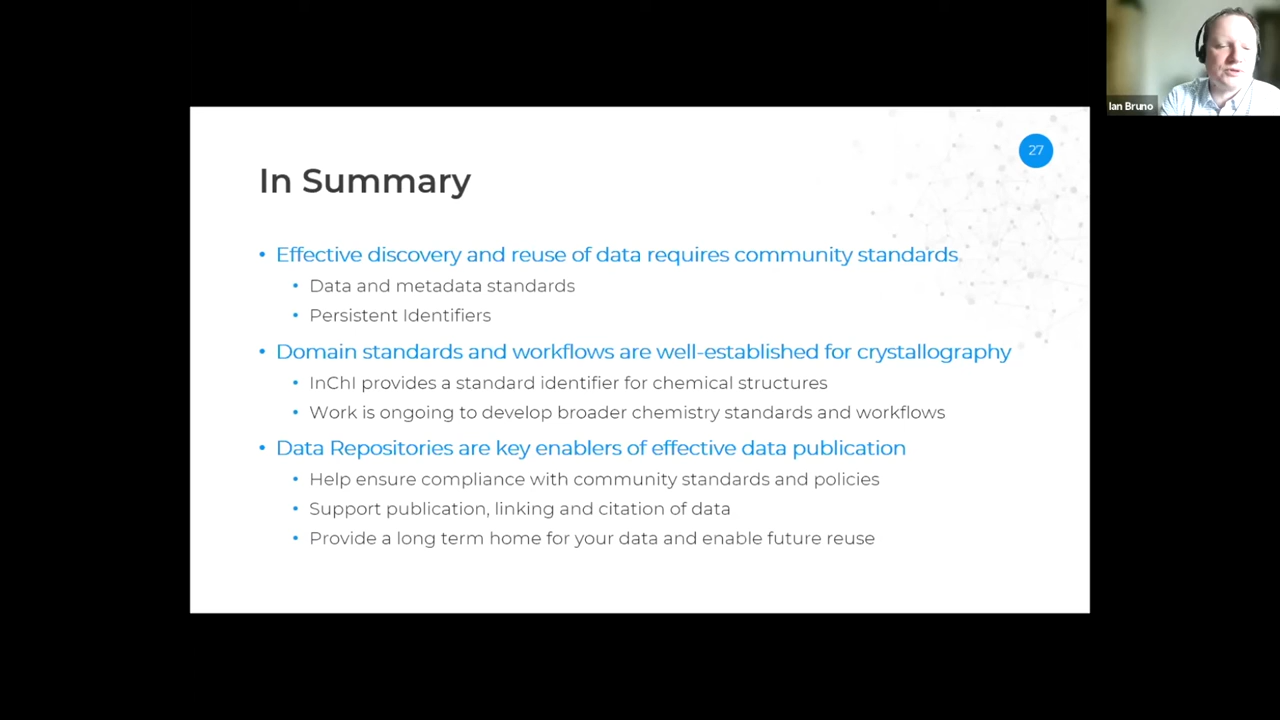 Ian Bruno
27
In Summary
• Effective discovery and reuse of data requires community standards
• Data and metadata standards
• Persistent Identifiers
• Domain standards and workflows are well-established for crystallography
• InChI provides a standard identifier for chemical structures
• Work is ongoing to develop broader chemistry standards and workflows
• Data Repositories are key enablers of effective data publication
• Help ensure compliance with community standards and policies
• Support publication, linking and citation of data
• Provide a long term home for your data and enable future reuse